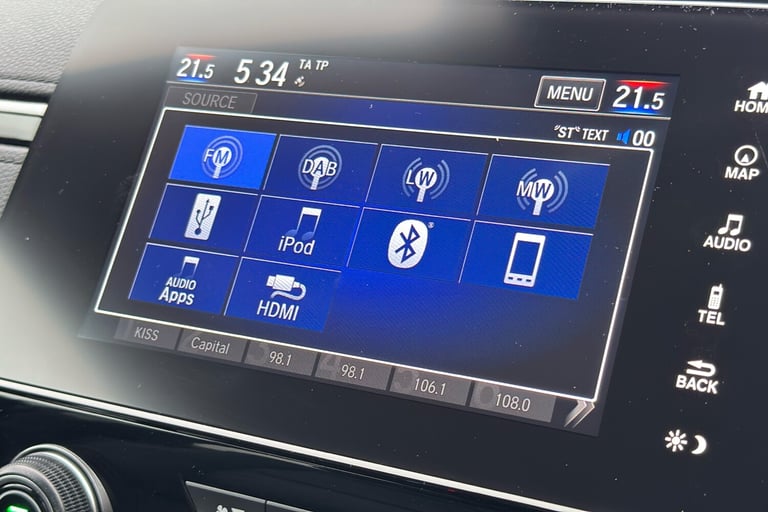 21.5 5 34 TA TP MENU 21.5
SOURCE
"ST" TEXT 00
FM DAB LW MW
iPod
AUDIO Apps HDMI
KISS Capital 98.1 98.1 106.1 108.0
HOME
MAP
AUDIO
TEL
BACK